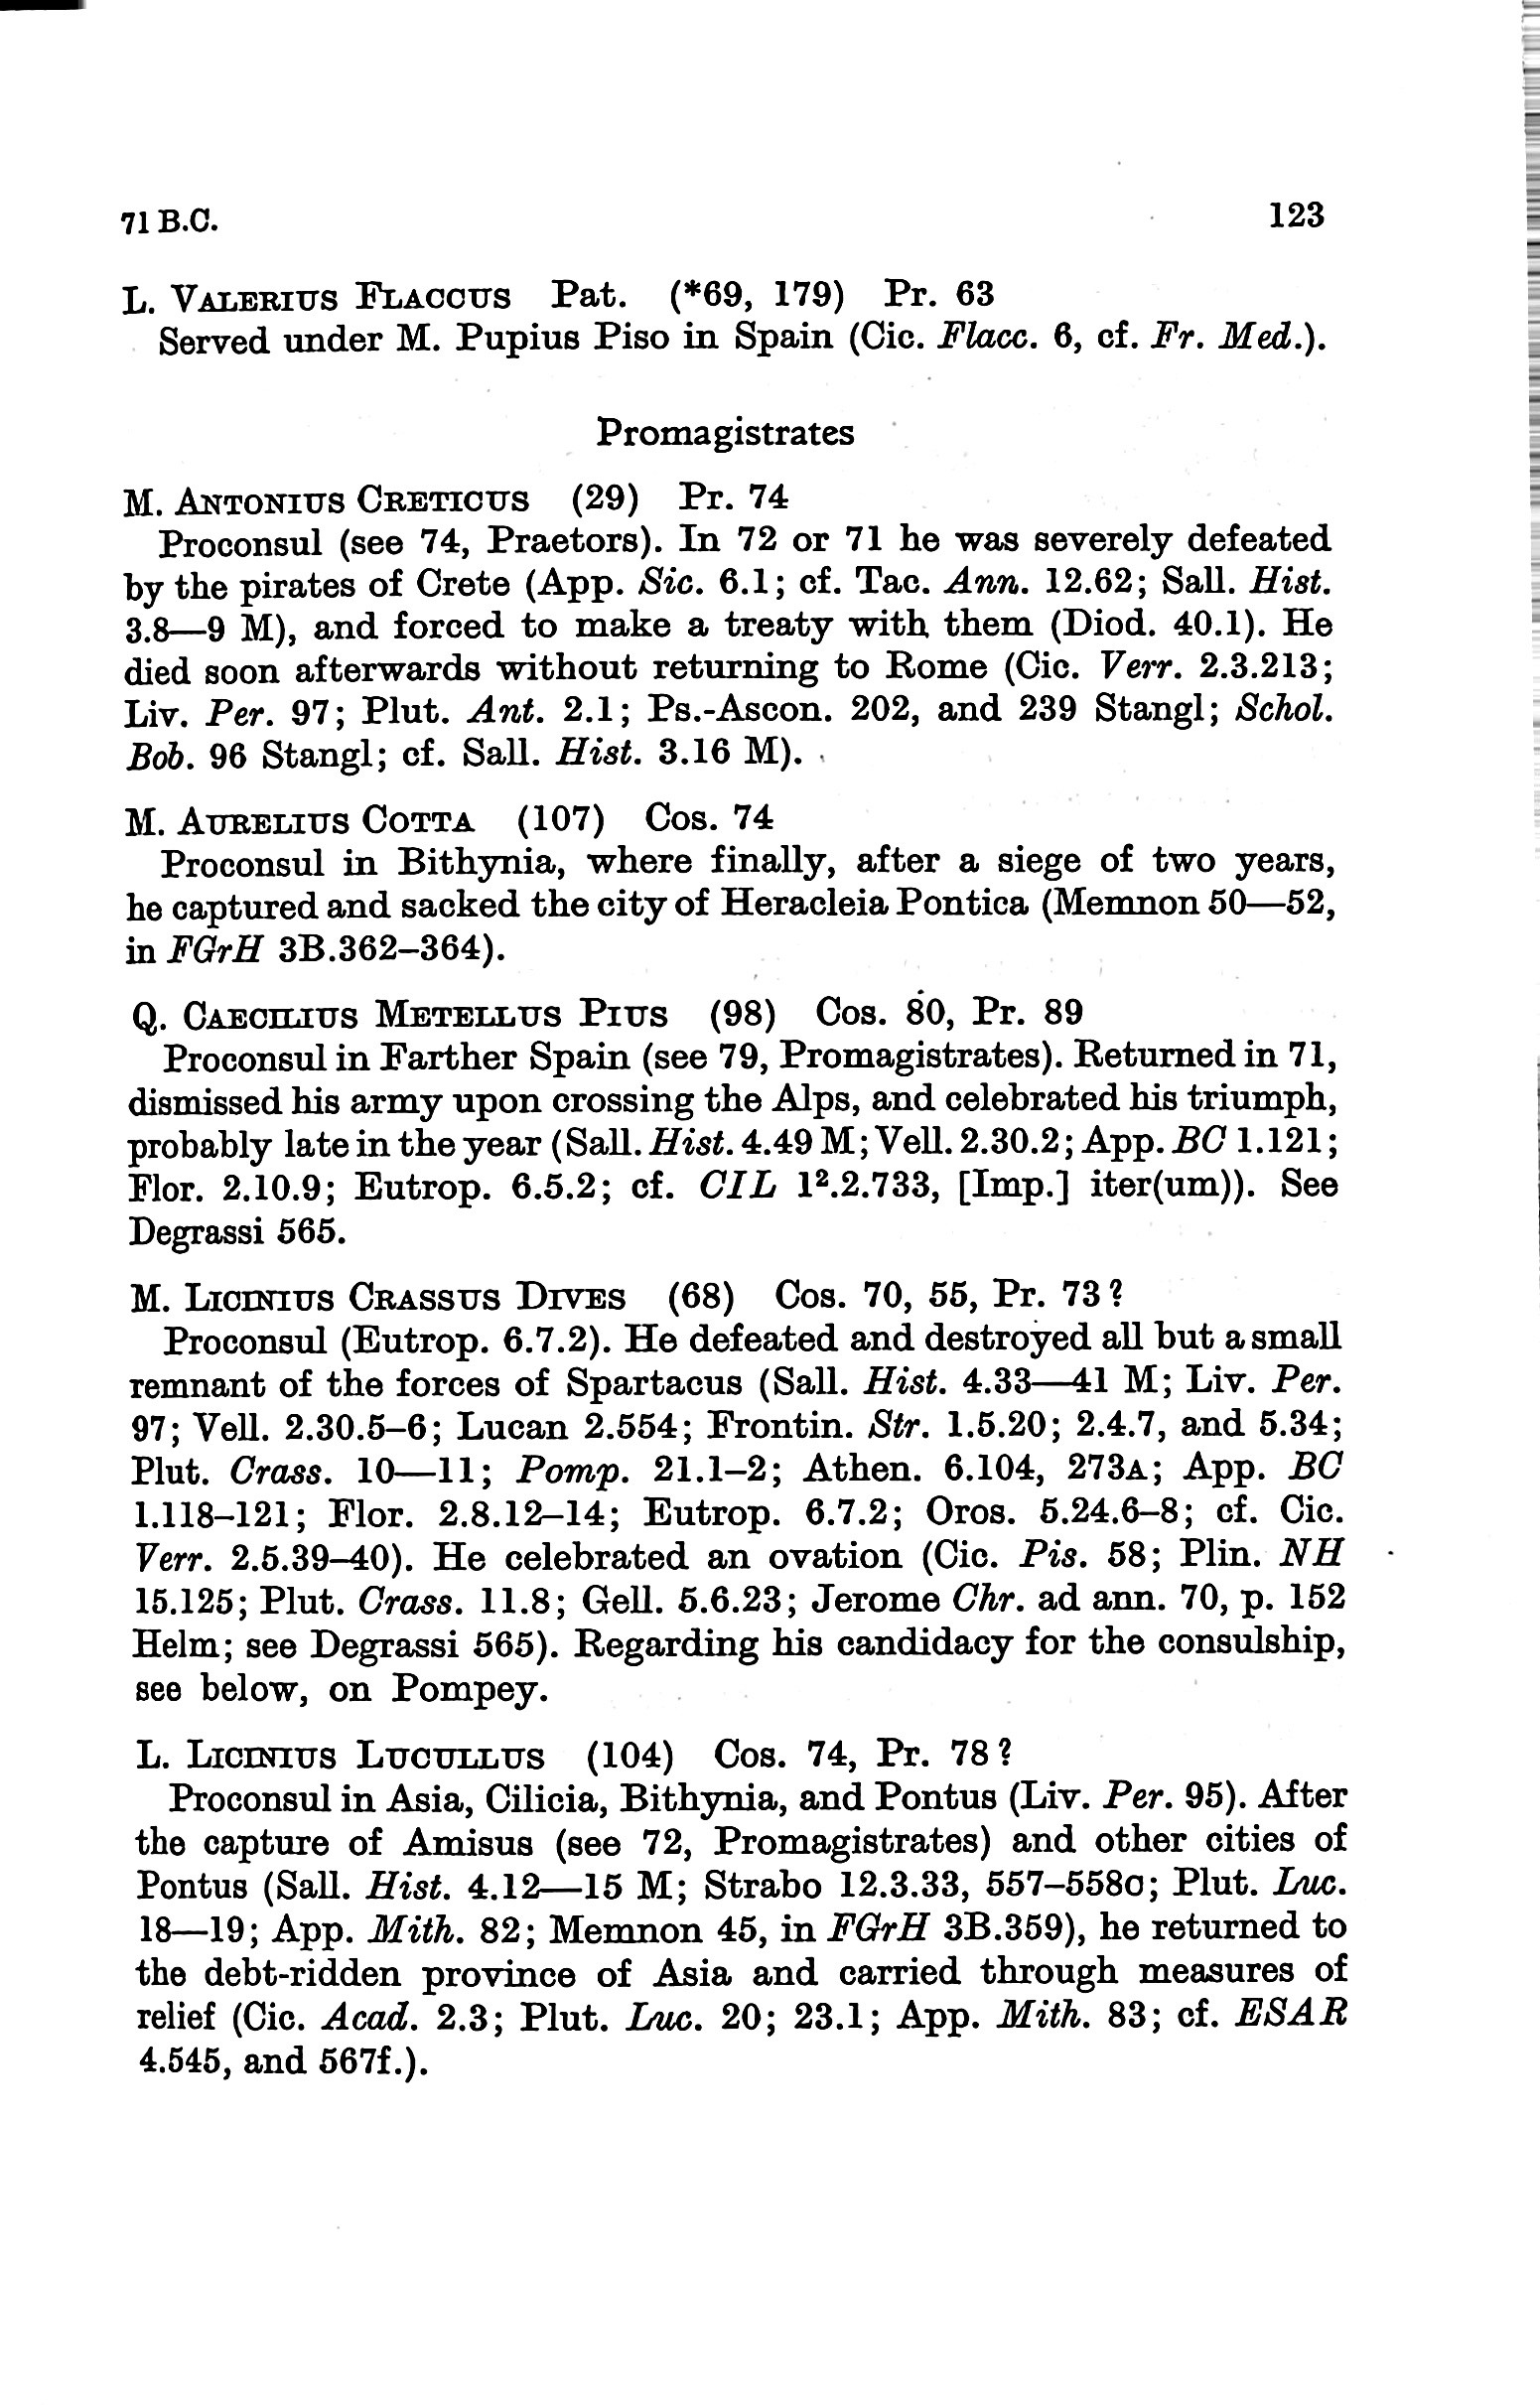 71 B.C. 123
L. VALERIUS FLACCUS Pat. (*69, 179) Pr. 63
Served under M. Pupius Piso in Spain (Cic. Flacc. 6, cf. Fr. Med.).
Promagistrates
M. ANTONIUS CRETICUS (29) Pr. 74
Proconsul (see 74, Praetors). In 72 or 71 he was severely defeated
by the pirates of Crete (App. Sic. 6.1; cf. Tac. Ann. 12.62; Sall. Hist.
3.8—9 M), and forced to make a treaty with them (Diod. 40.1). He
died soon afterwards without returning to Rome (Cic. Verr. 2.3.213;
Liv. Per. 97; Plut. Ant. 2.1; Ps.-Ascon. 202, and 239 Stangl; Schol.
Bob. 96 Stangl; cf. Sall. Hist. 3.16 M).
M. AURELIUS COTTA (107) Cos. 74
Proconsul in Bithynia, where finally, after a siege of two years,
he captured and sacked the city of Heracleia Pontica (Memnon 50—52,
in FGrH 3B.362–364).
Q. CAECILIUS METELLUS PIUS (98) Cos. 80, Pr. 89
Proconsul in Farther Spain (see 79, Promagistrates). Returned in 71,
dismissed his army upon crossing the Alps, and celebrated his triumph,
probably late in the year (Sall. Hist. 4.49 M; Vell. 2.30.2; App. BC 1.121;
Flor. 2.10.9; Eutrop. 6.5.2; cf. CIL 1².2.733, [Imp.] iter(um)). See
Degrassi 565.
M. LICINIUS CRASSUS DIVES (68) Cos. 70, 55, Pr. 73?
Proconsul (Eutrop. 6.7.2). He defeated and destroyed all but a small
remnant of the forces of Spartacus (Sall. Hist. 4.33—41 M; Liv. Per.
97; Vell. 2.30.5–6; Lucan 2.554; Frontin. Str. 1.5.20; 2.4.7, and 5.34;
Plut. Crass. 10—11; Pomp. 21.1–2; Athen. 6.104, 273A; App. BC
1.118–121; Flor. 2.8.12–14; Eutrop. 6.7.2; Oros. 5.24.6–8; cf. Cic.
Verr. 2.5.39–40). He celebrated an ovation (Cic. Pis. 58; Plin. NH
15.125; Plut. Crass. 11.8; Gell. 5.6.23; Jerome Chr. ad ann. 70, p. 152
Helm; see Degrassi 565). Regarding his candidacy for the consulship,
see below, on Pompey.
L. LICINIUS LUCULLUS (104) Cos. 74, Pr. 78?
Proconsul in Asia, Cilicia, Bithynia, and Pontus (Liv. Per. 95). After
the capture of Amisus (see 72, Promagistrates) and other cities of
Pontus (Sall. Hist. 4.12—15 M; Strabo 12.3.33, 557–558C; Plut. Luc.
18—19; App. Mith. 82; Memnon 45, in FGrH 3B.359), he returned to
the debt-ridden province of Asia and carried through measures of
relief (Cic. Acad. 2.3; Plut. Luc. 20; 23.1; App. Mith. 83; cf. ESAR
4.545, and 567f.).